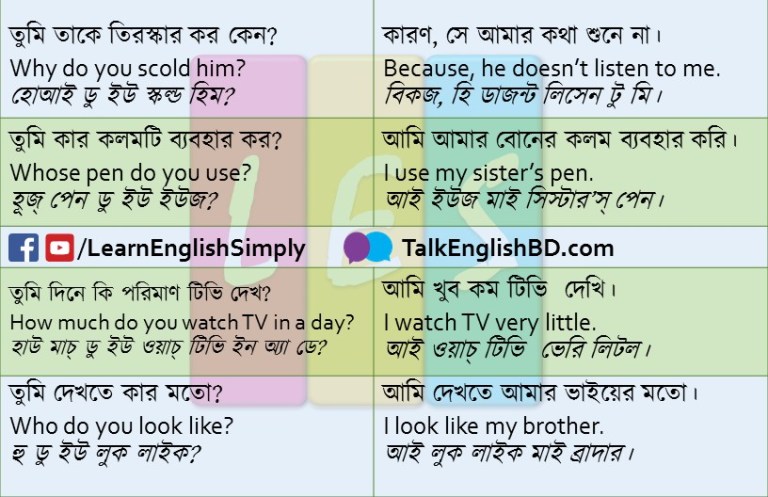 তুমি তাকে তিরস্কার কর কেন?
Why do you scold him?
হোআই ডু ইউ স্কল্ড হিম?
কারণ, সে আমার কথা শুনে না।
Because, he doesn't listen to me.
বিকজ, হি ডাজন্ট লিসেন টু মি।
তুমি কার কলমটি ব্যবহার কর?
Whose pen do you use?
হূজ্ পেন ডু ইউ ইউজ?
আমি আমার বোনের কলম ব্যবহার করি।
I use my sister's pen.
আই ইউজ মাই সিস্টার'স্ পেন।
/LearnEnglishSimply
TalkEnglishBD.com
তুমি দিনে কি পরিমাণ টিভি দেখ?
How much do you watch TV in a day?
হাউ মাচ্ ডু ইউ ওয়াচ্ টিভি ইন অ্যা ডে?
আমি খুব কম টিভি দেখি।
I watch TV very little.
আই ওয়াচ্ টিভি ভেরি লিটল।
তুমি দেখতে কার মতো?
Who do you look like?
হু ডু ইউ লুক লাইক?
আমি দেখতে আমার ভাইয়ের মতো।
I look like my brother.
আই লুক লাইক মাই ব্রাদার।
LES